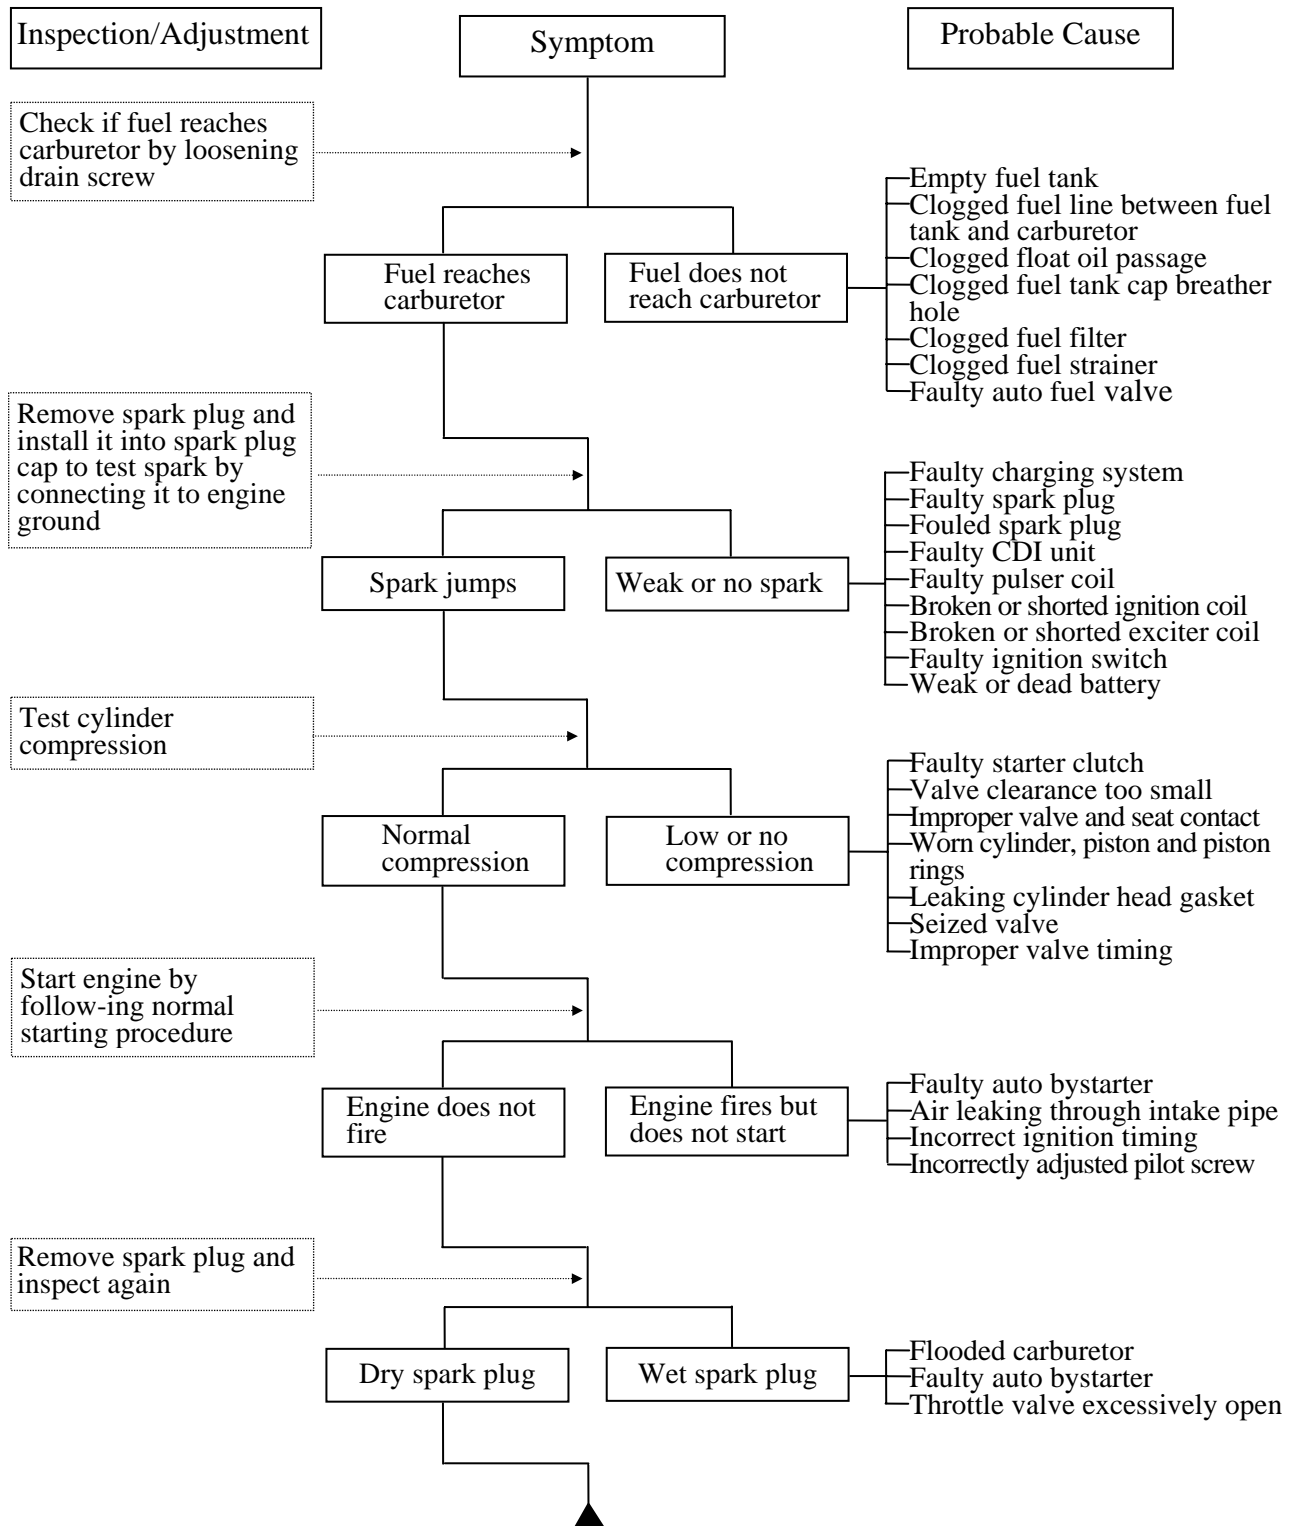 Inspection/Adjustment
Symptom
Probable Cause
Check if fuel reaches
carburetor by loosening
drain screw
Fuel reaches
carburetor
Fuel does not
reach carburetor
Empty fuel tank
Clogged fuel line between fuel
tank and carburetor
Clogged float oil passage
Clogged fuel tank cap breather
hole
Clogged fuel filter
Clogged fuel strainer
Faulty auto fuel valve
Remove spark plug and
install it into spark plug
cap to test spark by
connecting it to engine
ground
Spark jumps
Weak or no spark
Faulty charging system
Faulty spark plug
Fouled spark plug
Faulty CDI unit
Faulty pulser coil
Broken or shorted ignition coil
Broken or shorted exciter coil
Faulty ignition switch
Weak or dead battery
Test cylinder
compression
Normal
compression
Low or no
compression
Faulty starter clutch
Valve clearance too small
Improper valve and seat contact
Worn cylinder, piston and piston
rings
Leaking cylinder head gasket
Seized valve
Improper valve timing
Start engine by
follow-ing normal
starting procedure
Engine does not
fire
Engine fires but
does not start
Faulty auto bystarter
Air leaking through intake pipe
Incorrect ignition timing
Incorrectly adjusted pilot screw
Remove spark plug and
inspect again
Dry spark plug
Wet spark plug
Flooded carburetor
Faulty auto bystarter
Throttle valve excessively open